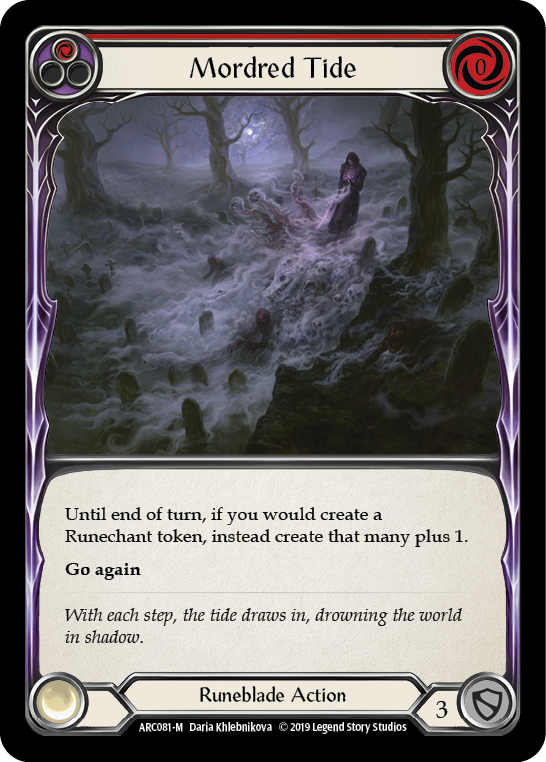 Mordred Tide
0
Until end of turn, if you would create a
Runechant token, instead create that many plus 1.
Go again
With each step, the tide draws in, drowning the world
in shadow.
Runeblade Action
3
ARC081-M Daria Khlebnikova © 2019 Legend Story Studios